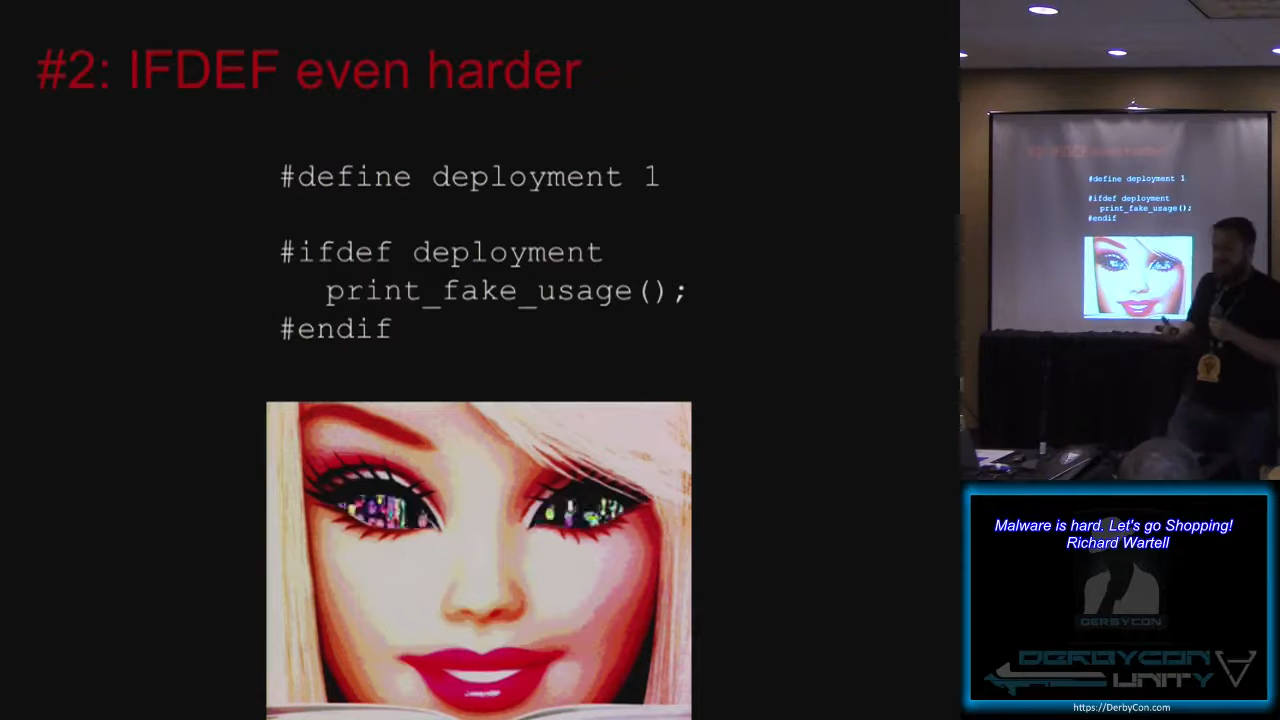 #2: IFDEF even harder
#define deployment 1
#ifdef deployment
print_fake_usage();
#endif
#define deployment 1
#ifdef deployment
print_fake_usage();
#endif
Malware is hard. Let's go Shopping!
Richard Wartell
DERBYCON
DERBYCON
UNITY
https://DerbyCon.com